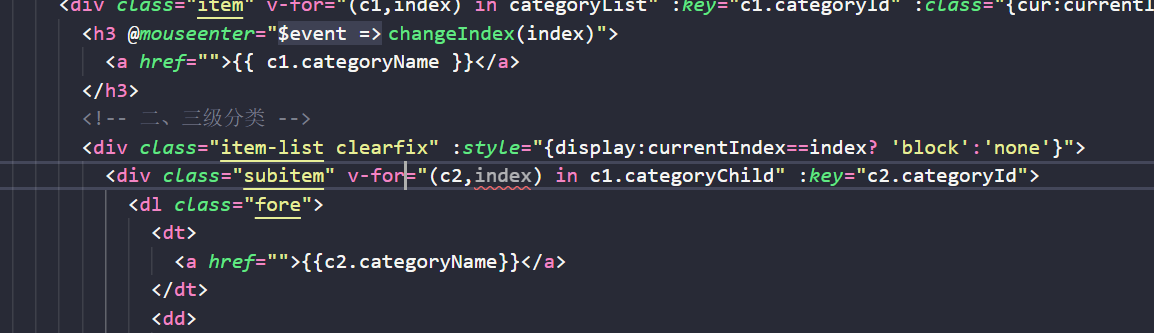 <div class="item" v-for="(c1,index) in categoryList" :key="c1.categoryId" :class="{cur:currentI
<h3 @mouseenter="$event => changeIndex(index)">
<a href="">{{ c1.categoryName }}</a>
</h3>
<!-- 二、三级分类 -->
<div class="item-list clearfix" :style="{display:currentIndex==index? 'block':'none'}">
<div class="subitem" v-for="(c2,index) in c1.categoryChild" :key="c2.categoryId">
<dl class="fore">
<dt>
<a href="">{{c2.categoryName}}</a>
</dt>
<dd>